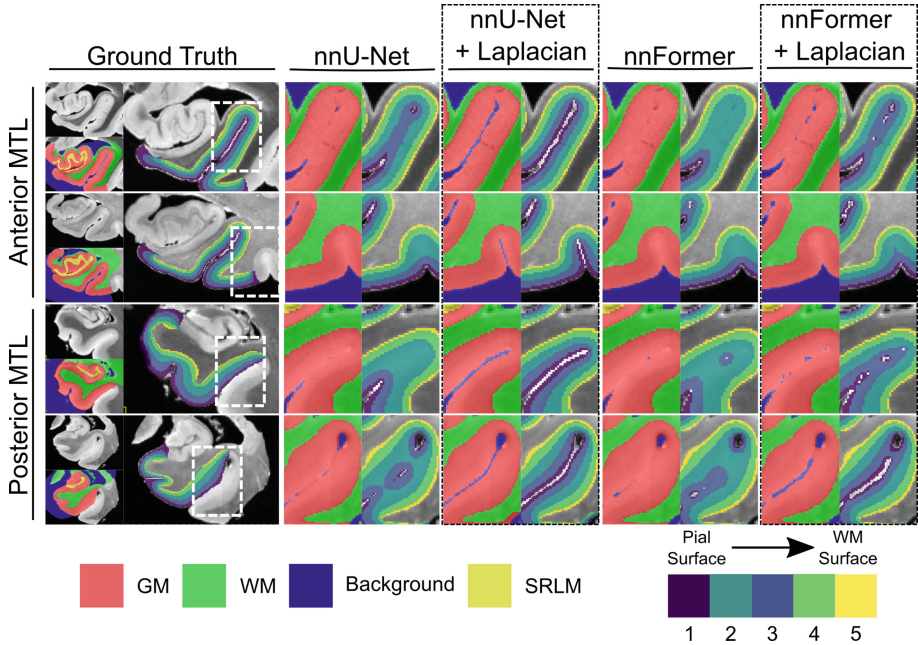 Ground Truth
nnU-Net
nnU-Net
+ Laplacian
nnFormer
nnFormer
+ Laplacian
Anterior MTL
Posterior MTL
GM
WM
Background
SRLM
Pial
Surface
WM
Surface
1 2 3 4 5